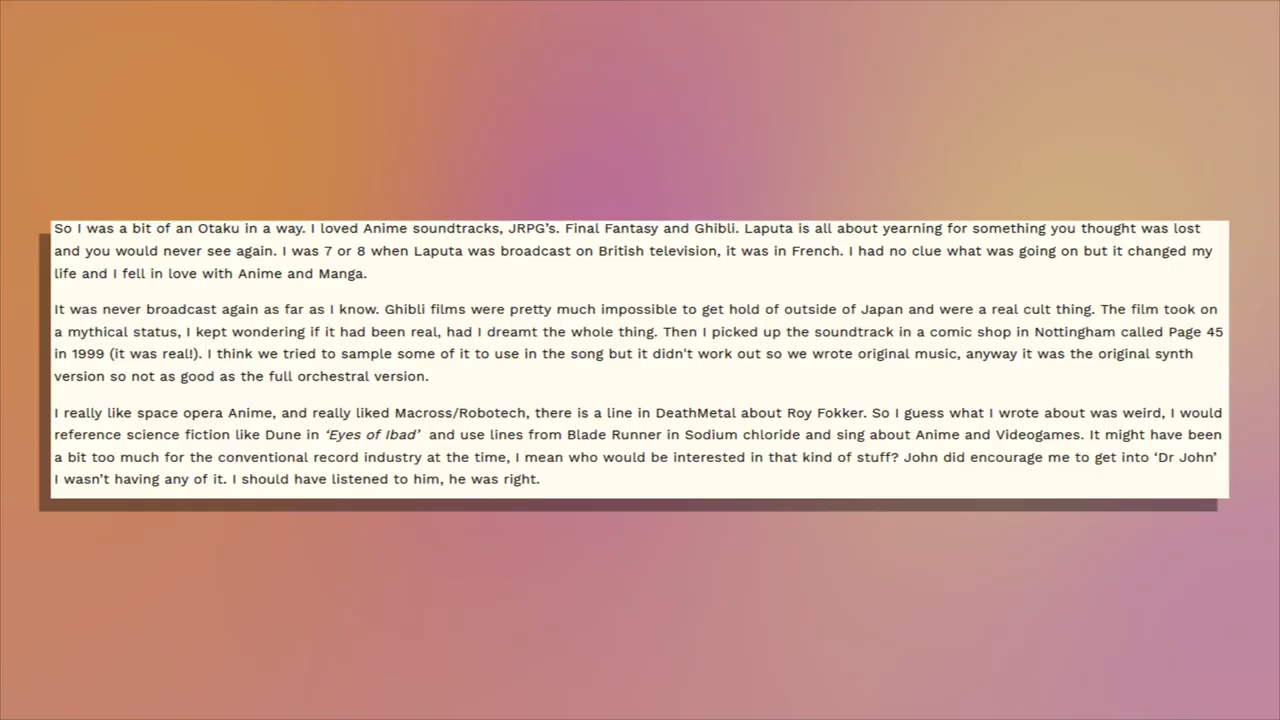 So I was a bit of an Otaku in a way. I loved Anime soundtracks, JRPG's. Final Fantasy and Ghibli. Laputa is all about yearning for something you thought was lost
and you would never see again. I was 7 or 8 when Laputa was broadcast on British television, it was in French. I had no clue what was going on but it changed my
life and I fell in love with Anime and Manga.
It was never broadcast again as far as I know. Ghibli films were pretty much impossible to get hold of outside of Japan and were a real cult thing. The film took on
a mythical status, I kept wondering if it had been real, had I dreamt the whole thing. Then I picked up the soundtrack in a comic shop in Nottingham called Page 45
in 1999 (it was real!). I think we tried to sample some of it to use in the song but it didn't work out so we wrote original music, anyway it was the original synth
version so not as good as the full orchestral version.
I really like space opera Anime, and really liked Macross/Robotech, there is a line in DeathMetal about Roy Fokker. So I guess what I wrote about was weird, I would
reference science fiction like Dune in ‘Eyes of Ibad’ and use lines from Blade Runner in Sodium chloride and sing about Anime and Videogames. It might have been
a bit too much for the conventional record industry at the time, I mean who would be interested in that kind of stuff? John did encourage me to get into ‘Dr John’
I wasn’t having any of it. I should have listened to him, he was right.